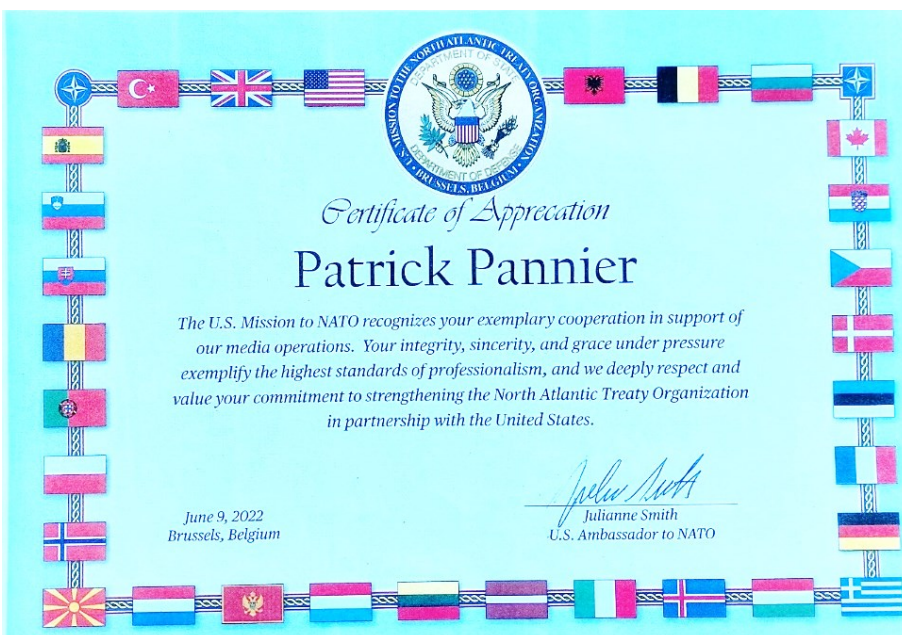 U.S. MISSION TO THE NORTH ATLANTIC TREATY ORGANIZATION
DEPARTMENT OF STATE
DEPARTMENT OF DEFENSE
BRUSSELS, BELGIUM
Certificate of Apprecation
Patrick Pannier
The U.S. Mission to NATO recognizes your exemplary cooperation in support of
our media operations. Your integrity, sincerity, and grace under pressure
exemplify the highest standards of professionalism, and we deeply respect and
value your commitment to strengthening the North Atlantic Treaty Organization
in partnership with the United States.
June 9, 2022
Brussels, Belgium
Julianne Smith
U.S. Ambassador to NATO